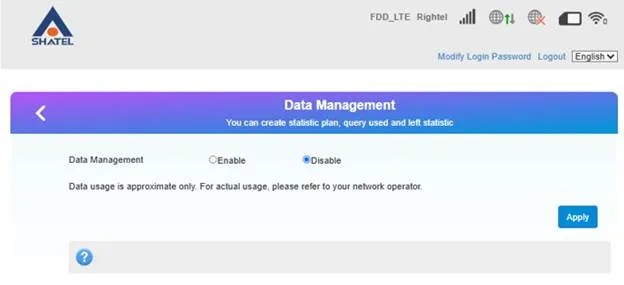 FDD_LTE Rightel
SHATEL
Modify Login Password Logout English
Data Management
You can create statistic plan, query used and left statistic
Data Management Enable Disable
Data usage is approximate only. For actual usage, please refer to your network operator.
Apply
?